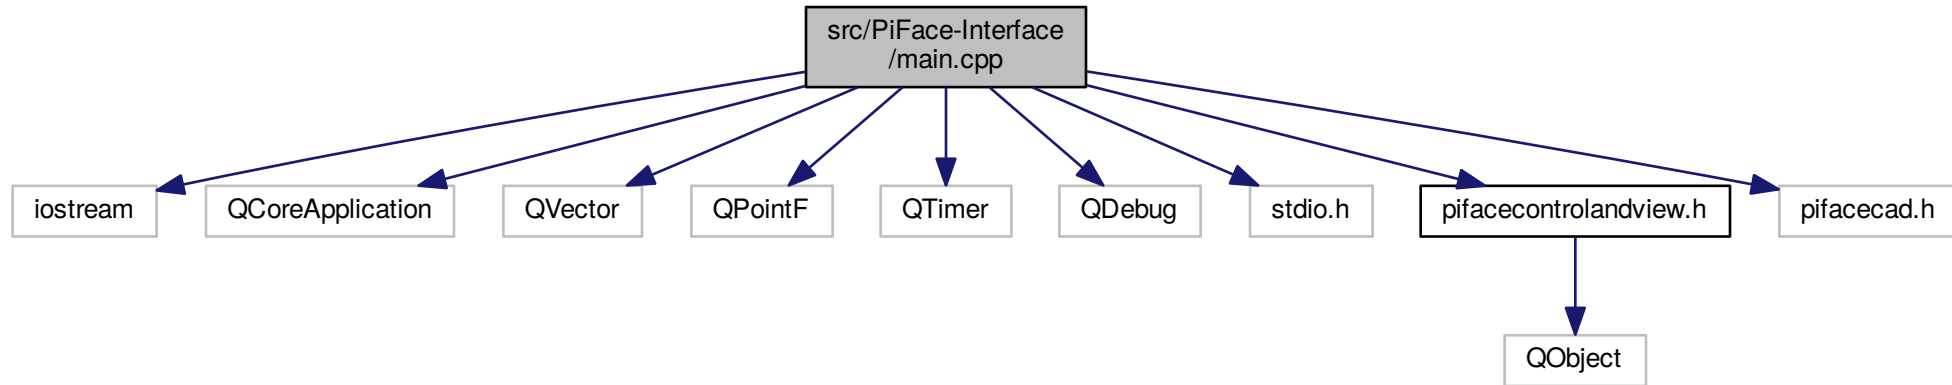 src/PiFace-Interface
/main.cpp
iostream
QCoreApplication
QVector
QPointF
QTimer
QDebug
stdio.h
pifacecontrolandview.h
pifacecad.h
QObject